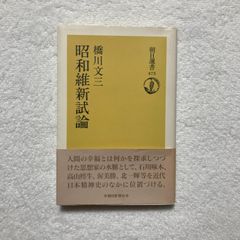 橋川文三
昭和維新試論
朝日選書
人間の幸福とは何かを探求しつづ
けた思想家の水脈として、石川啄木、
高山樗牛、渥美勝、北一輝等を近代
日本精神史のなかに位置づける。
朝日新聞社